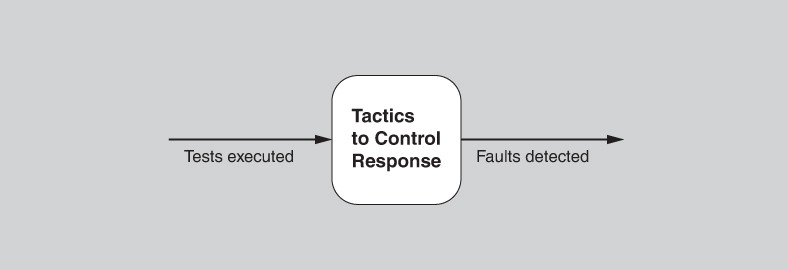 Tests executed
Tactics
to Control
Response
Faults detected